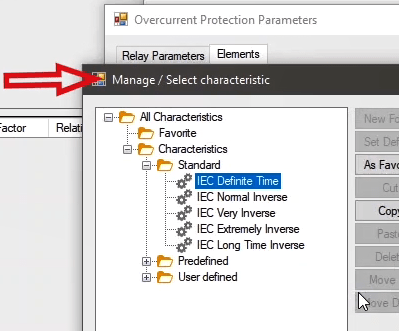 Overcurrent Protection Parameters
Relay Parameters Elements
Manage / Select characteristic
Factor Relati
All Characteristics
Favorite
Characteristics
Standard
IEC Definite Time
IEC Normal Inverse
IEC Very Inverse
IEC Extremely Inverse
IEC Long Time Inverse
Predefined
User defined
New Fo
Set Def
As Favo
Cut
Copy
Paste
Delet
Move
Move D